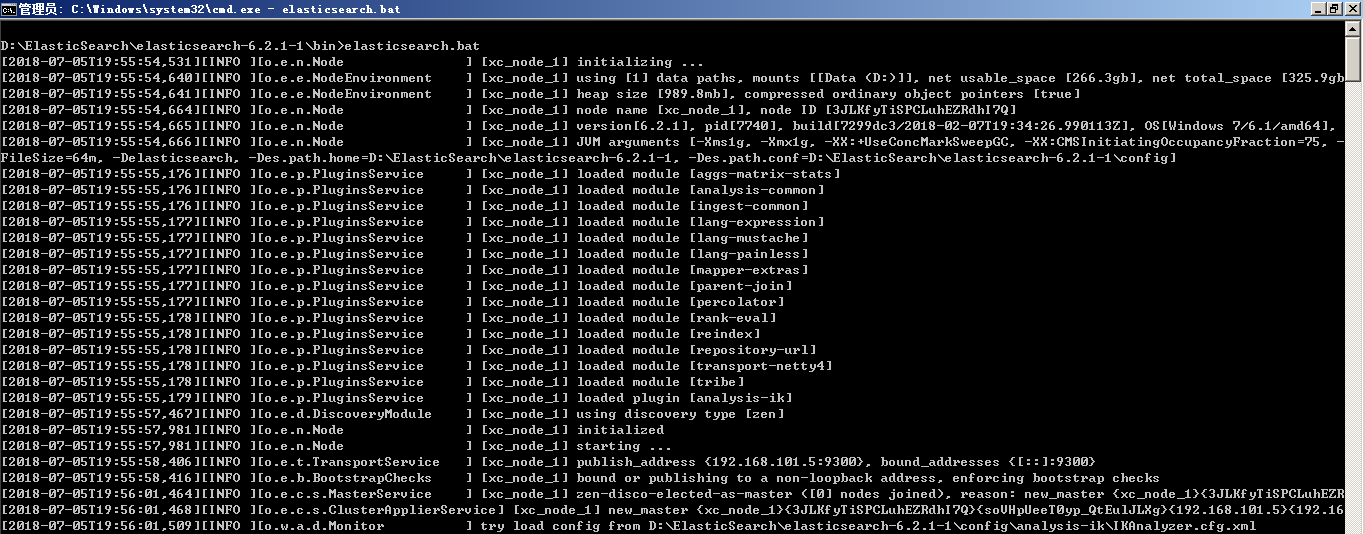 管理员: C:\Windows\system32\cmd.exe - elasticsearch.bat
D:\ElasticSearch\elasticsearch-6.2.1-1\bin>elasticsearch.bat
[2018-07-05T19:55:54,531][INFO ][o.e.n.Node               ] [xc_node_1] initializing ...
[2018-07-05T19:55:54,640][INFO ][o.e.e.NodeEnvironment    ] [xc_node_1] using [1] data paths, mounts [[Data (D:)]], net usable_space [266.3gb], net total_space [325.9gb
[2018-07-05T19:55:54,641][INFO ][o.e.e.NodeEnvironment    ] [xc_node_1] heap size [989.8mb], compressed ordinary object pointers [true]
[2018-07-05T19:55:54,664][INFO ][o.e.n.Node               ] [xc_node_1] node name [xc_node_1], node ID [3JLKfyTiSPCLuhEZRdhI7Q]
[2018-07-05T19:55:54,665][INFO ][o.e.n.Node               ] [xc_node_1] version[6.2.1], pid[7740], build[7299dc3/2018-02-07T19:34:26.990113Z], OS[Windows 7/6.1/amd64],
[2018-07-05T19:55:54,666][INFO ][o.e.n.Node               ] [xc_node_1] JVM arguments [-Xms1g, -Xmx1g, -XX:+UseConcMarkSweepGC, -XX:CMSInitiatingOccupancyFraction=75, -
FileSize=64m, -Delasticsearch, -Des.path.home=D:\ElasticSearch\elasticsearch-6.2.1-1, -Des.path.conf=D:\ElasticSearch\elasticsearch-6.2.1-1\config]
[2018-07-05T19:55:55,176][INFO ][o.e.p.PluginsService     ] [xc_node_1] loaded module [aggs-matrix-stats]
[2018-07-05T19:55:55,176][INFO ][o.e.p.PluginsService     ] [xc_node_1] loaded module [analysis-common]
[2018-07-05T19:55:55,176][INFO ][o.e.p.PluginsService     ] [xc_node_1] loaded module [ingest-common]
[2018-07-05T19:55:55,177][INFO ][o.e.p.PluginsService     ] [xc_node_1] loaded module [lang-expression]
[2018-07-05T19:55:55,177][INFO ][o.e.p.PluginsService     ] [xc_node_1] loaded module [lang-mustache]
[2018-07-05T19:55:55,177][INFO ][o.e.p.PluginsService     ] [xc_node_1] loaded module [lang-painless]
[2018-07-05T19:55:55,177][INFO ][o.e.p.PluginsService     ] [xc_node_1] loaded module [mapper-extras]
[2018-07-05T19:55:55,177][INFO ][o.e.p.PluginsService     ] [xc_node_1] loaded module [parent-join]
[2018-07-05T19:55:55,177][INFO ][o.e.p.PluginsService     ] [xc_node_1] loaded module [percolator]
[2018-07-05T19:55:55,178][INFO ][o.e.p.PluginsService     ] [xc_node_1] loaded module [rank-eval]
[2018-07-05T19:55:55,178][INFO ][o.e.p.PluginsService     ] [xc_node_1] loaded module [reindex]
[2018-07-05T19:55:55,178][INFO ][o.e.p.PluginsService     ] [xc_node_1] loaded module [repository-url]
[2018-07-05T19:55:55,178][INFO ][o.e.p.PluginsService     ] [xc_node_1] loaded module [transport-netty4]
[2018-07-05T19:55:55,178][INFO ][o.e.p.PluginsService     ] [xc_node_1] loaded module [tribe]
[2018-07-05T19:55:55,179][INFO ][o.e.p.PluginsService     ] [xc_node_1] loaded plugin [analysis-ik]
[2018-07-05T19:55:57,467][INFO ][o.e.d.DiscoveryModule    ] [xc_node_1] using discovery type [zen]
[2018-07-05T19:55:57,981][INFO ][o.e.n.Node               ] [xc_node_1] initialized
[2018-07-05T19:55:57,981][INFO ][o.e.n.Node               ] [xc_node_1] starting ...
[2018-07-05T19:55:58,406][INFO ][o.e.t.TransportService   ] [xc_node_1] publish_address {192.168.101.5:9300}, bound_addresses {[::]:9300}
[2018-07-05T19:55:58,416][INFO ][o.e.b.BootstrapChecks    ] [xc_node_1] bound or publishing to a non-loopback address, enforcing bootstrap checks
[2018-07-05T19:56:01,464][INFO ][o.e.c.s.MasterService    ] [xc_node_1] zen-disco-elected-as-master ([0] nodes joined), reason: new_master {xc_node_1}{3JLKfyTiSPCLuhEZR
[2018-07-05T19:56:01,468][INFO ][o.e.c.s.ClusterApplierService] [xc_node_1] new_master {xc_node_1}{3JLKfyTiSPCLuhEZRdhI7Q}{soVHpUeeT0yp_QtEulJLXg}{192.168.101.5}{192.16
[2018-07-05T19:56:01,509][INFO ][o.w.a.d.Monitor          ] try load config from D:\ElasticSearch\elasticsearch-6.2.1-1\config\analysis-ik\IKAnalyzer.cfg.xml